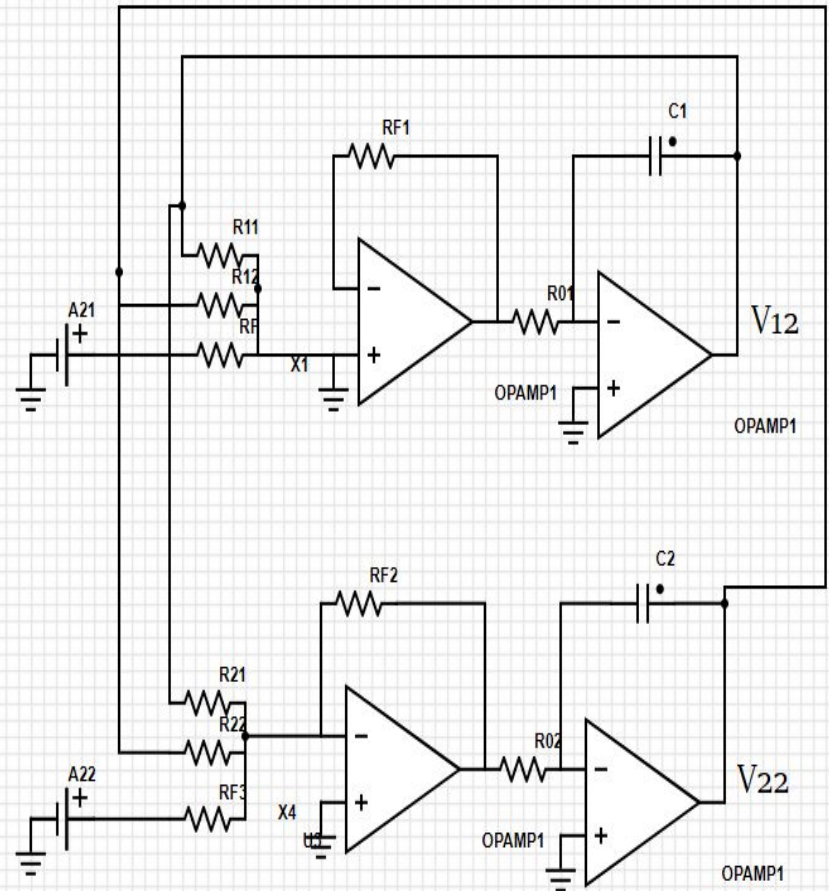 C1
RF1
R11
R12
A21
+
RF
X1
R01
V12
OPAMP1
OPAMP1
C2
RF2
R21
R22
R02
A22
+
RF3
X4
U3
V22
OPAMP1
OPAMP1